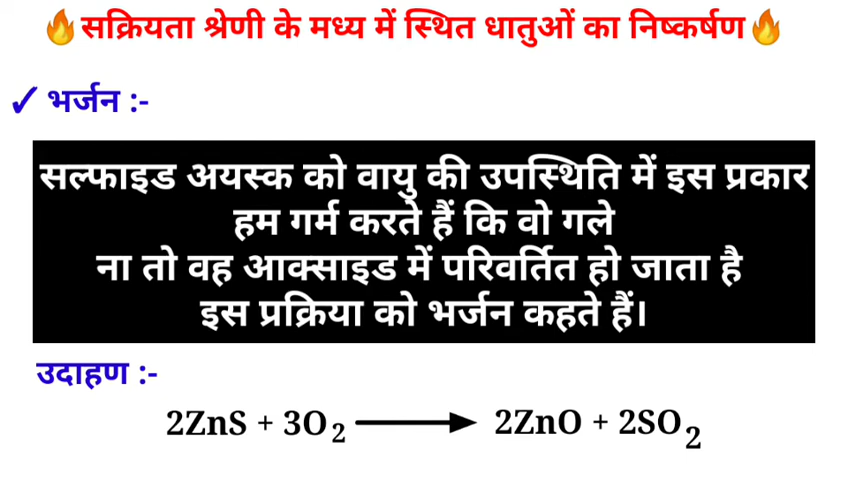 🔥सक्रियता श्रेणी के मध्य में स्थित धातुओं का निष्कर्षण🔥
✓ भर्जन :-
सल्फाइड अयस्क को वायु की उपस्थिति में इस प्रकार
हम गर्म करते हैं कि वो गले
ना तो वह आक्साइड में परिवर्तित हो जाता है
इस प्रक्रिया को भर्जन कहते हैं।
उदाहण :-
2ZnS + 3O₂ ⟶ 2ZnO + 2SO₂